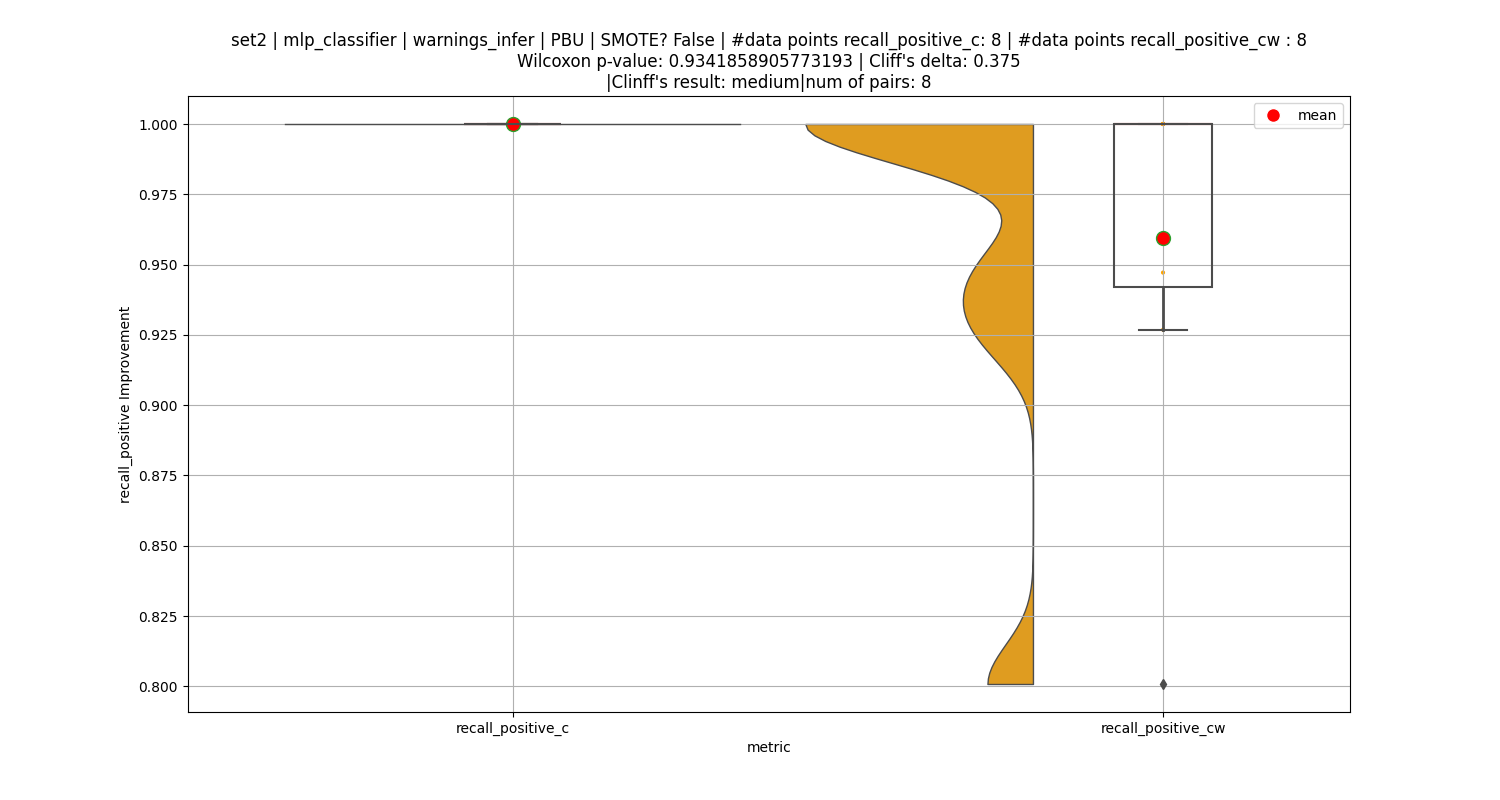 set2 | mlp_classifier | warnings_infer | PBU | SMOTE? False | #data points recall_positive_c: 8 | #data points recall_positive_cw : 8
Wilcoxon p-value: 0.9341858905773193 | Cliff's delta: 0.375
|Clinff's result: medium|num of pairs: 8
mean
1.000
0.975
0.950
0.925
0.900
0.875
0.850
0.825
0.800
recall_positive Improvement
recall_positive_c
recall_positive_cw
metric